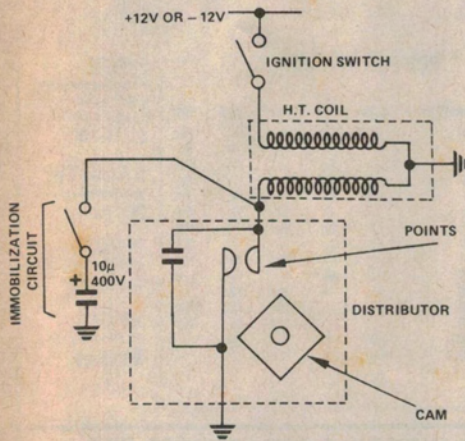 +12V OR – 12V
IGNITION SWITCH
H.T. COIL
POINTS
IMMOBILIZATION
CIRCUIT
+
10μ
400V
DISTRIBUTOR
CAM